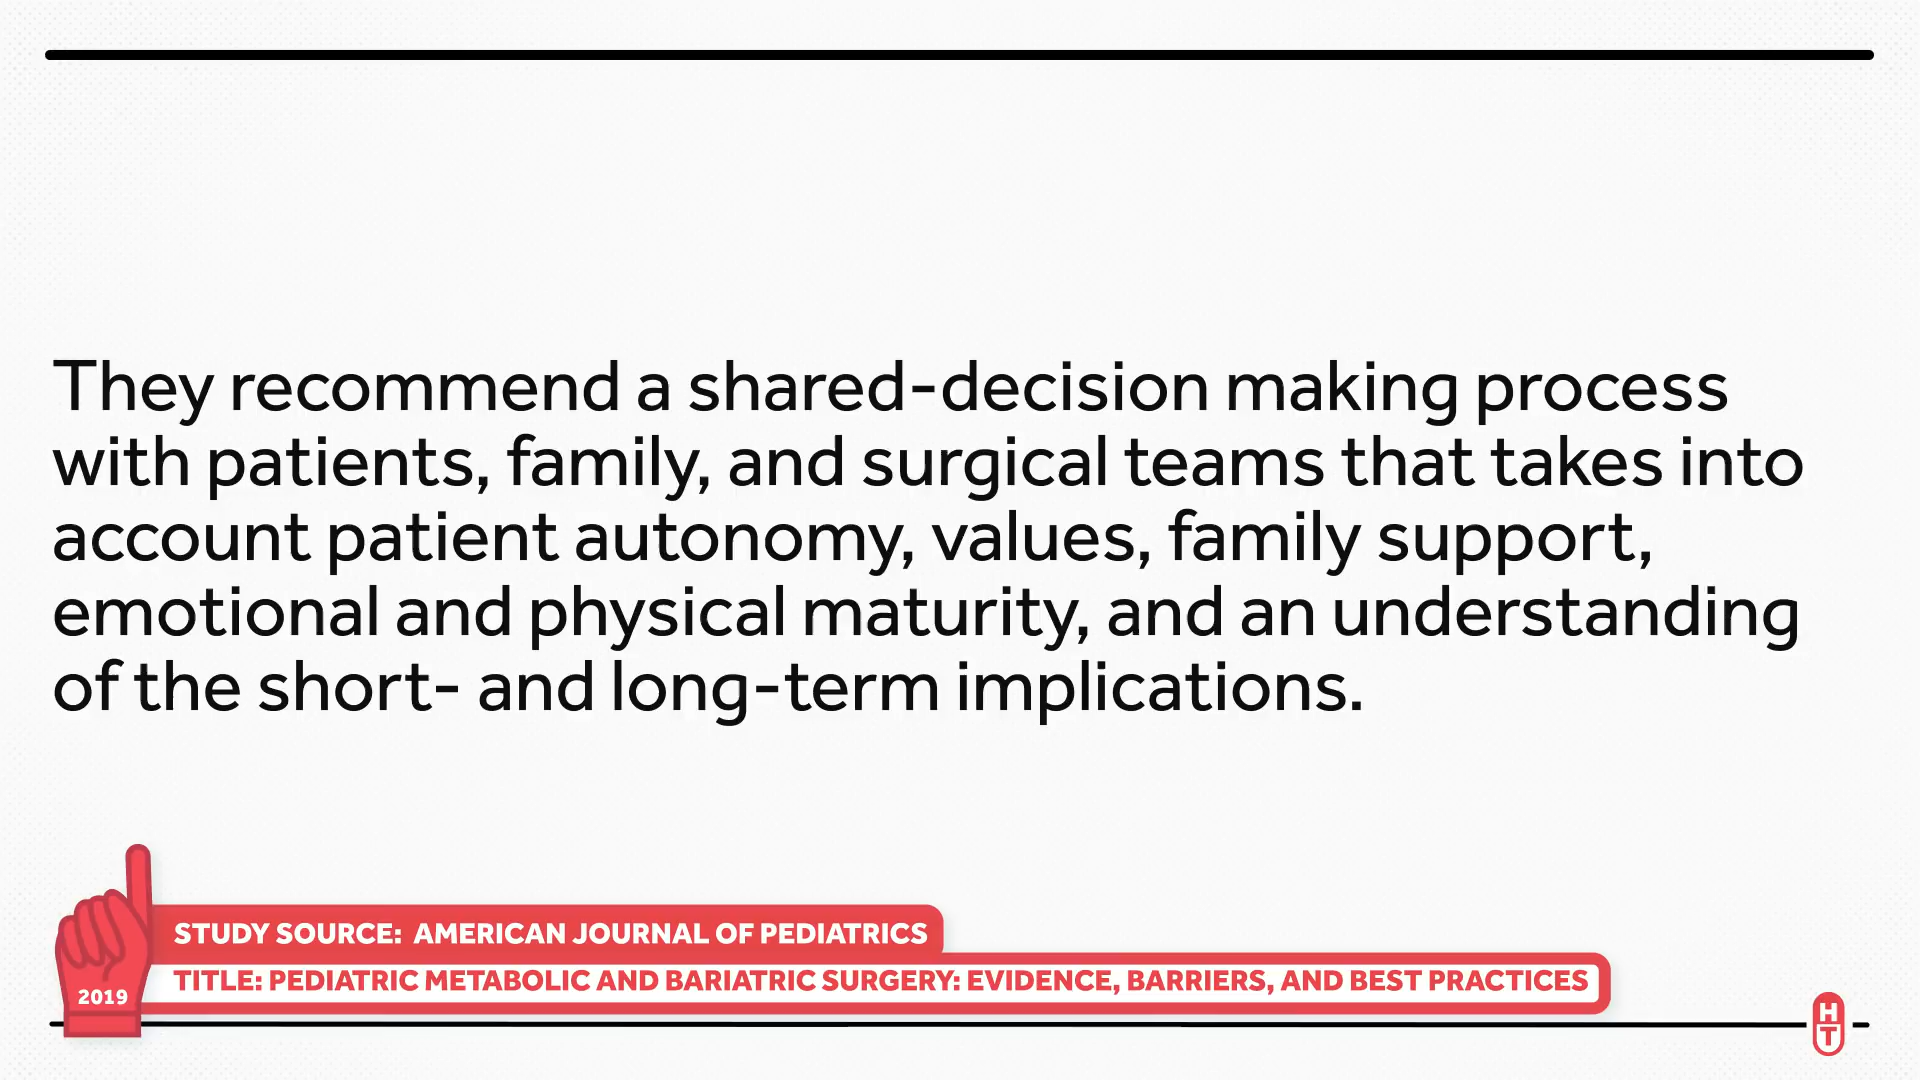 They recommend a shared-decision making process
with patients, family, and surgical teams that takes into
account patient autonomy, values, family support,
emotional and physical maturity, and an understanding
of the short- and long-term implications.
STUDY SOURCE: AMERICAN JOURNAL OF PEDIATRICS
TITLE: PEDIATRIC METABOLIC AND BARIATRIC SURGERY: EVIDENCE, BARRIERS, AND BEST PRACTICES
2019
H
T